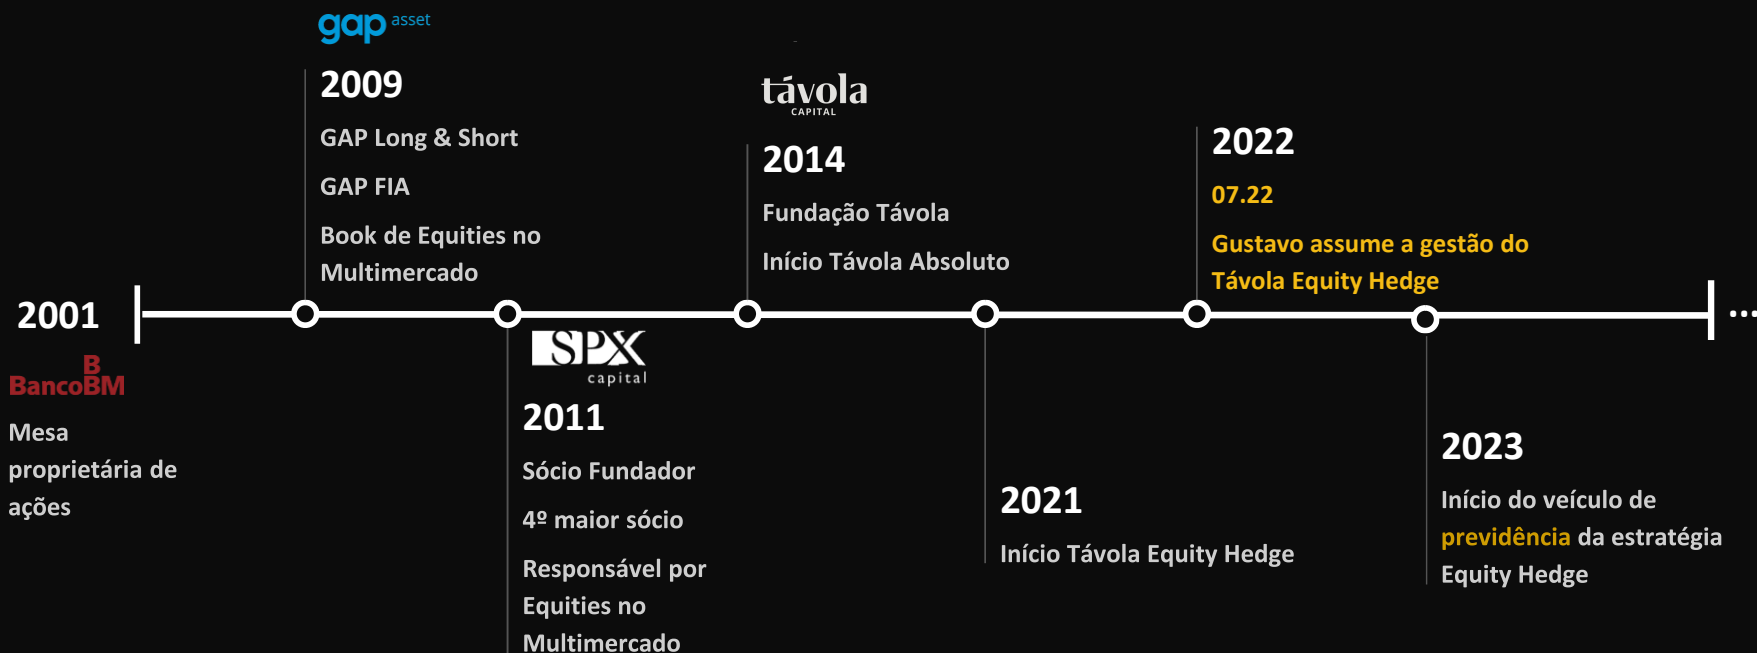 2001
B
BancoBBM
Mesa
proprietária de
ações
gap asset
2009
GAP Long & Short
GAP FIA
Book de Equities no
Multimercado
SPX
capital
2011
Sócio Fundador
4º maior sócio
Responsável por
Equities no
Multimercado
távola
CAPITAL
2014
Fundação Távola
Início Távola Absoluto
2021
Início Távola Equity Hedge
2022
07.22
Gustavo assume a gestão do
Távola Equity Hedge
2023
Início do veículo de
previdência da estratégia
Equity Hedge
...